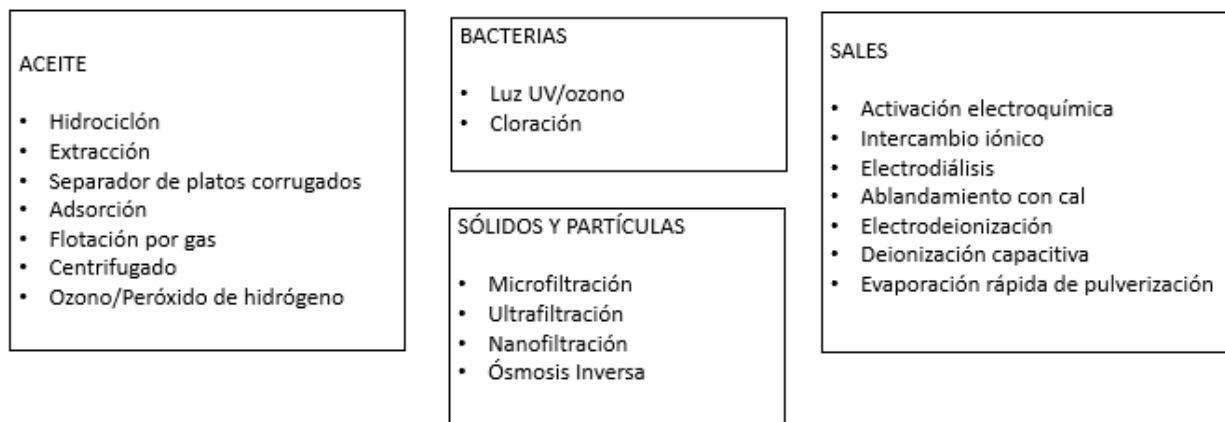 ACEITE
• Hidrociclón
• Extracción
• Separador de platos corrugados
• Adsorción
• Flotación por gas
• Centrifugado
• Ozono/Peróxido de hidrógeno
BACTERIAS
• Luz UV/ozono
• Cloración
SÓLIDOS Y PARTÍCULAS
• Microfiltración
• Ultrafiltración
• Nanofiltración
• Ósmosis Inversa
SALES
• Activación electroquímica
• Intercambio iónico
• Electrodiálisis
• Ablandamiento con cal
• Electrodeionización
• Deionización capacitiva
• Evaporación rápida de pulverización